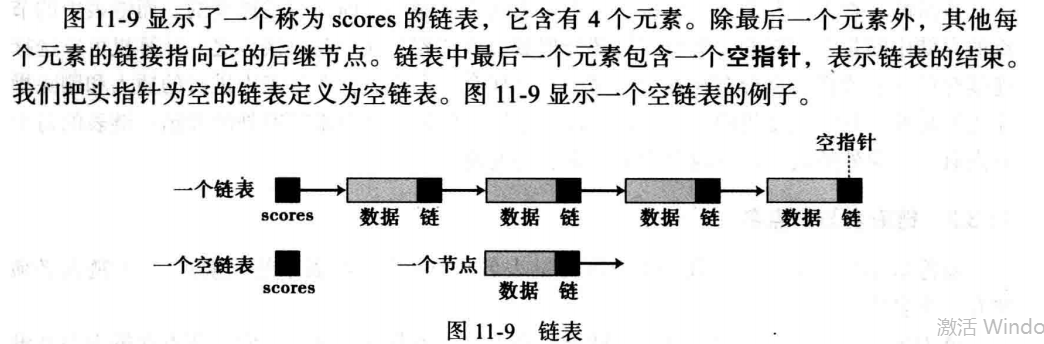 图 11-9 显示了一个称为 scores 的链表，它含有 4 个元素。除最后一个元素外，其他每
个元素的链接指向它的后继节点。链表中最后一个元素包含一个空指针，表示链表的结束。
我们把头指针为空的链表定义为空链表。图 11-9 显示一个空链表的例子。
空指针
一个链表
scores 数据 链 数据 链 数据 链 数据 链
一个空链表 一个节点
scores 数据 链
图 11-9 链表
激活 Windo